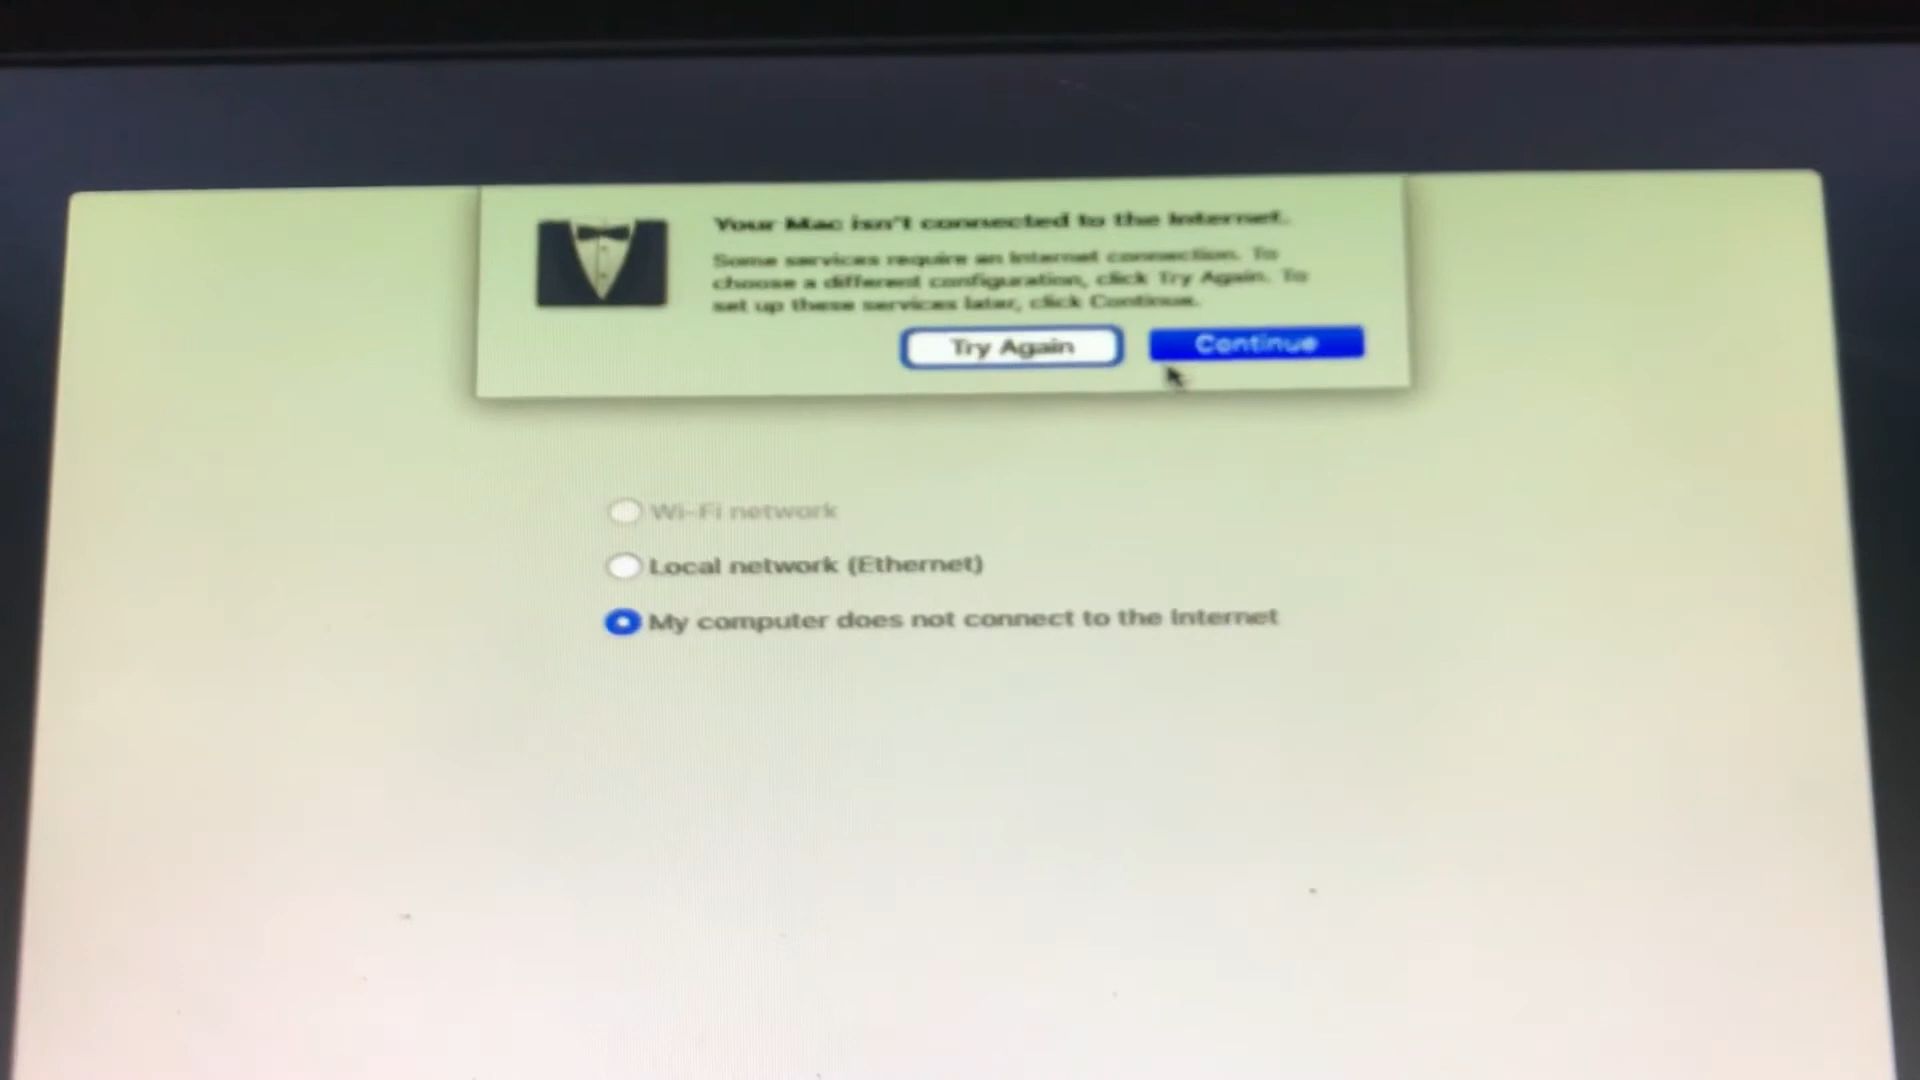 Your Mac isn't connected to the Internet.
Some services require an Internet connection. To
choose a different configuration, click Try Again. To
set up these services later, click Continue.
Try Again
Continue
Wi-Fi network
Local network (Ethernet)
My computer does not connect to the Internet